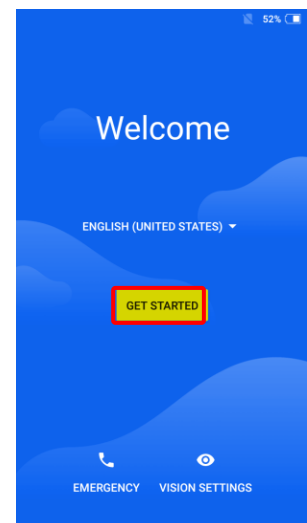 52%
Welcome
ENGLISH (UNITED STATES)
GET STARTED
EMERGENCY VISION SETTINGS